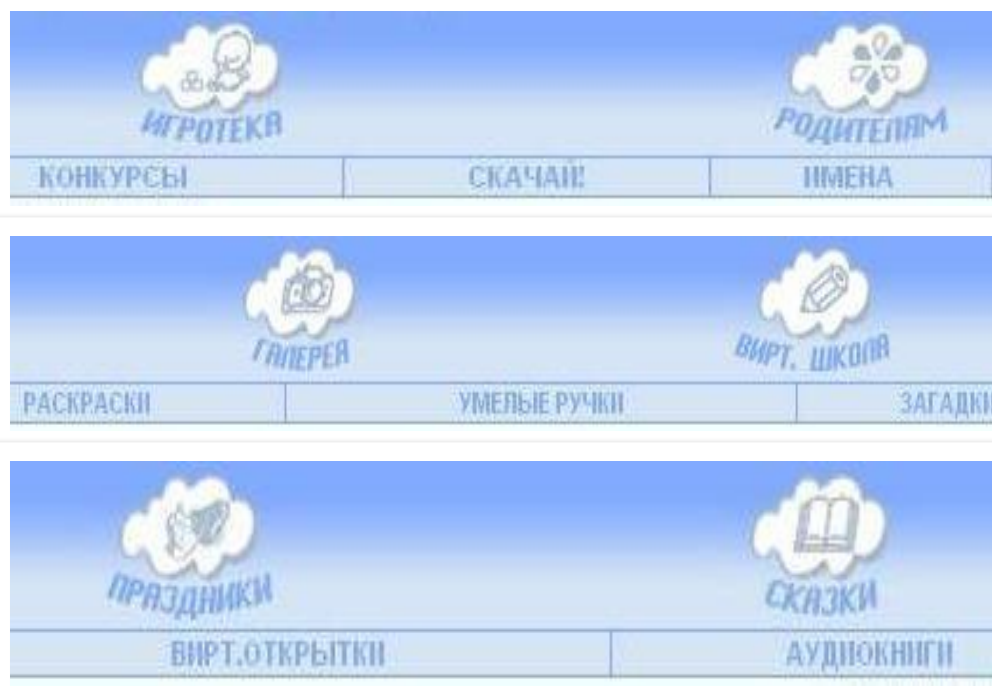 ИГРОТЕКА РОДИТЕЛЯМ
КОНКУРСЫ СКАЧАЙ! ИМЕНА
ГАЛЕРЕЯ ВИРТ. ШКОЛА
РАСКРАСКИ УМЕЛЫЕ РУЧКИ ЗАГАДКИ
ПРАЗДНИКИ СКАЗКИ
ВИРТ.ОТКРЫТКИ АУДИОКНИГИ